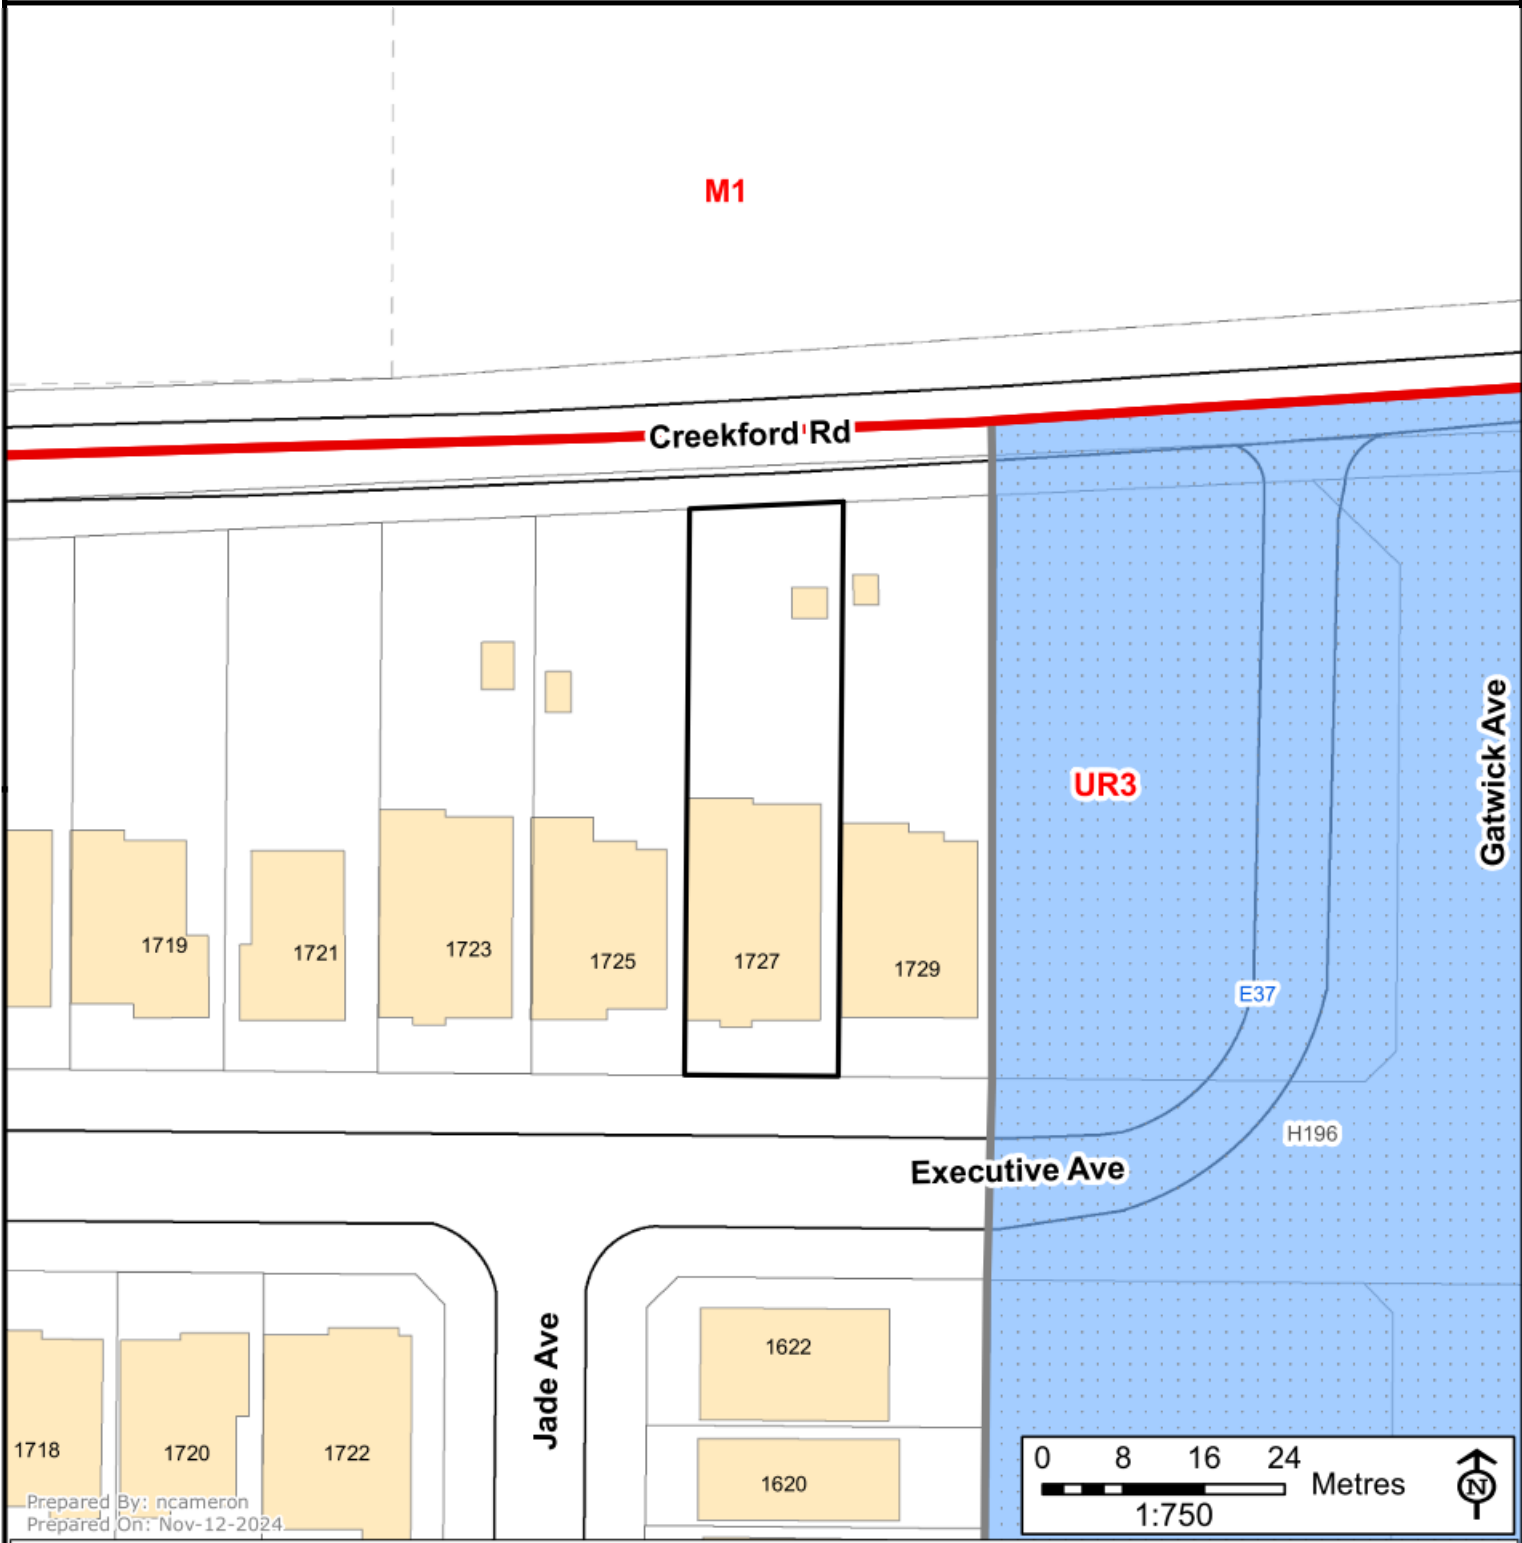 M1
Creekford Rd
UR3
Gatwick Ave
1719
1721
1723
1725
1727
1729
E37
H196
Executive Ave
Jade Ave
1622
1718
1720
1722
1620
0 8 16 24
Metres
1:750
N
Prepared By: ncameron
Prepared On: Nov-12-2024